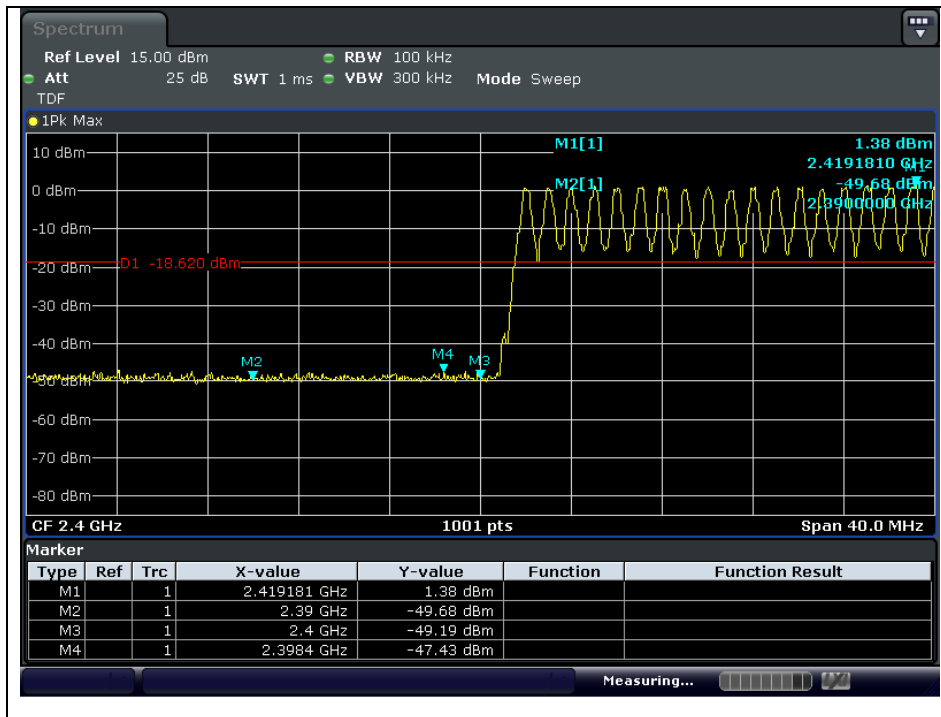 Spectrum
Ref Level 15.00 dBm RBW 100 kHz
Att 25 dB SWT 1 ms VBW 300 kHz Mode Sweep
TDF
1Pk Max
M1[1] 1.38 dBm
2.4191810 GHz
M1
M2[1] -49.68 dBm
2.3900000 GHz
10 dBm
0 dBm
-10 dBm
D1 -18.620 dBm
-20 dBm
-30 dBm
-40 dBm
M2 M4 M3
-50 dBm
-60 dBm
-70 dBm
-80 dBm
CF 2.4 GHz 1001 pts Span 40.0 MHz
Marker
Type Ref Trc X-value Y-value Function Function Result
M1 1 2.419181 GHz 1.38 dBm
M2 1 2.39 GHz -49.68 dBm
M3 1 2.4 GHz -49.19 dBm
M4 1 2.3984 GHz -47.43 dBm
Measuring...